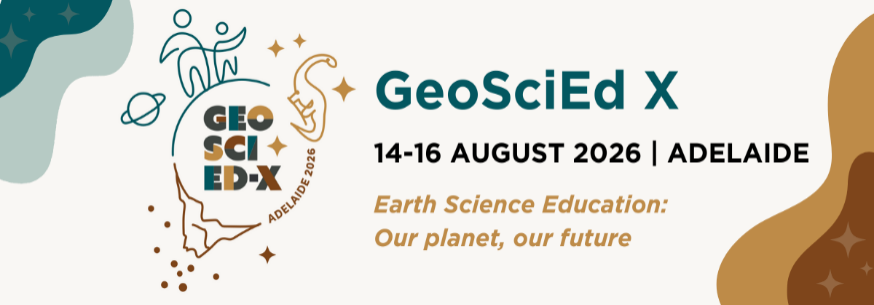 GEO
SCI
ED-X
ADELAIDE 2026
GeoSciEd X
14-16 AUGUST 2026 | ADELAIDE
Earth Science Education:
Our planet, our future